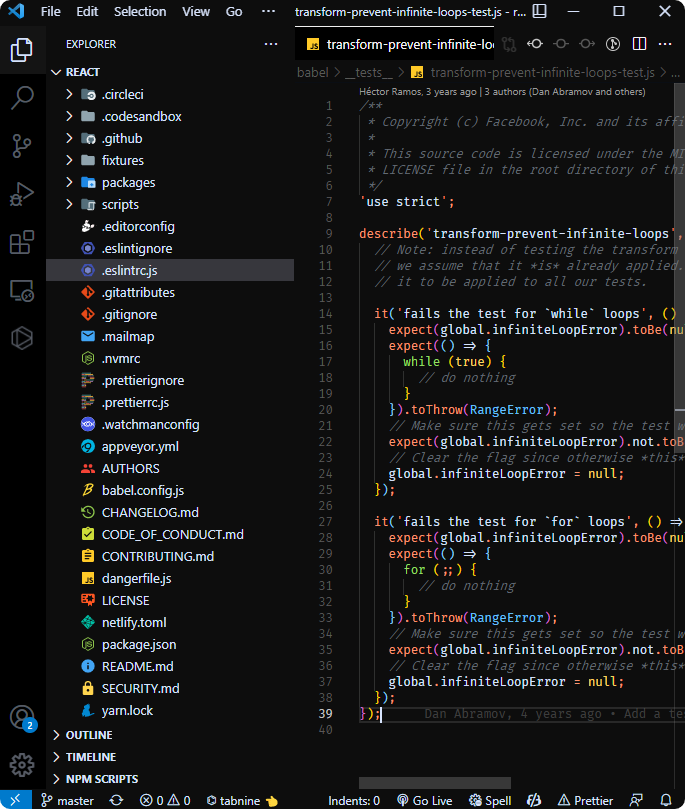 File Edit Selection View Go ··· transform-prevent-infinite-loops-test.js - r...
EXPLORER ···
REACT
.circleci
.codesandbox
.github
fixtures
packages
scripts
.editorconfig
.eslintignore
.eslintrc.js
.gitattributes
.gitignore
.mailmap
.nvmrc
.prettierignore
.prettierrc.js
.watchmanconfig
appveyor.yml
AUTHORS
babel.config.js
CHANGELOG.md
CODE_OF_CONDUCT.md
CONTRIBUTING.md
dangerfile.js
LICENSE
netlify.toml
package.json
README.md
SECURITY.md
yarn.lock
OUTLINE
TIMELINE
NPM SCRIPTS
2
JS transform-prevent-infinite-loo
babel > __tests__ > JS transform-prevent-infinite-loops-test.js > ...
Héctor Ramos, 3 years ago | 3 authors (Dan Abramov and others)
1 /**
2 * Copyright (c) Facebook, Inc. and its affi
3 *
4 * This source code is licensed under the MI
5 * LICENSE file in the root directory of thi
6 */
7 'use strict';
8
9 describe('transform-prevent-infinite-loops',
10 // Note: instead of testing the transform
11 // we assume that it *is* already applied.
12 // it to be applied to all our tests.
13
14 it('fails the test for `while` loops', ()
15 expect(global.infiniteLoopError).toBe(nu
16 expect(() => {
17 while (true) {
18 // do nothing
19 }
20 }).toThrow(RangeError);
21 // Make sure this gets set so the test w
22 expect(global.infiniteLoopError).not.toB
23 // Clear the flag since otherwise *this*
24 global.infiniteLoopError = null;
25 });
26
27 it('fails the test for `for` loops', () =>
28 expect(global.infiniteLoopError).toBe(nu
29 expect(() => {
30 for (;;) {
31 // do nothing
32 }
33 }).toThrow(RangeError);
34 // Make sure this gets set so the test w
35 expect(global.infiniteLoopError).not.toB
36 // Clear the flag since otherwise *this*
37 global.infiniteLoopError = null;
38 });
39 }); Dan Abramov, 4 years ago • Add a te
40
master 0 0 tabnine Indents: 0 Go Live Spell Prettier